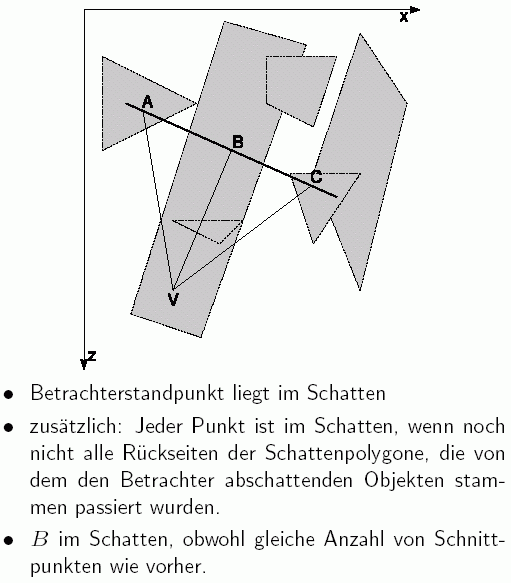 x
A
B
C
V
z
• Betrachterstandpunkt liegt im Schatten
• zusätzlich: Jeder Punkt ist im Schatten, wenn noch
nicht alle Rückseiten der Schattenpolygone, die von
dem den Betrachter abschattenden Objekten stam-
men passiert wurden.
• B im Schatten, obwohl gleiche Anzahl von Schnitt-
punkten wie vorher.